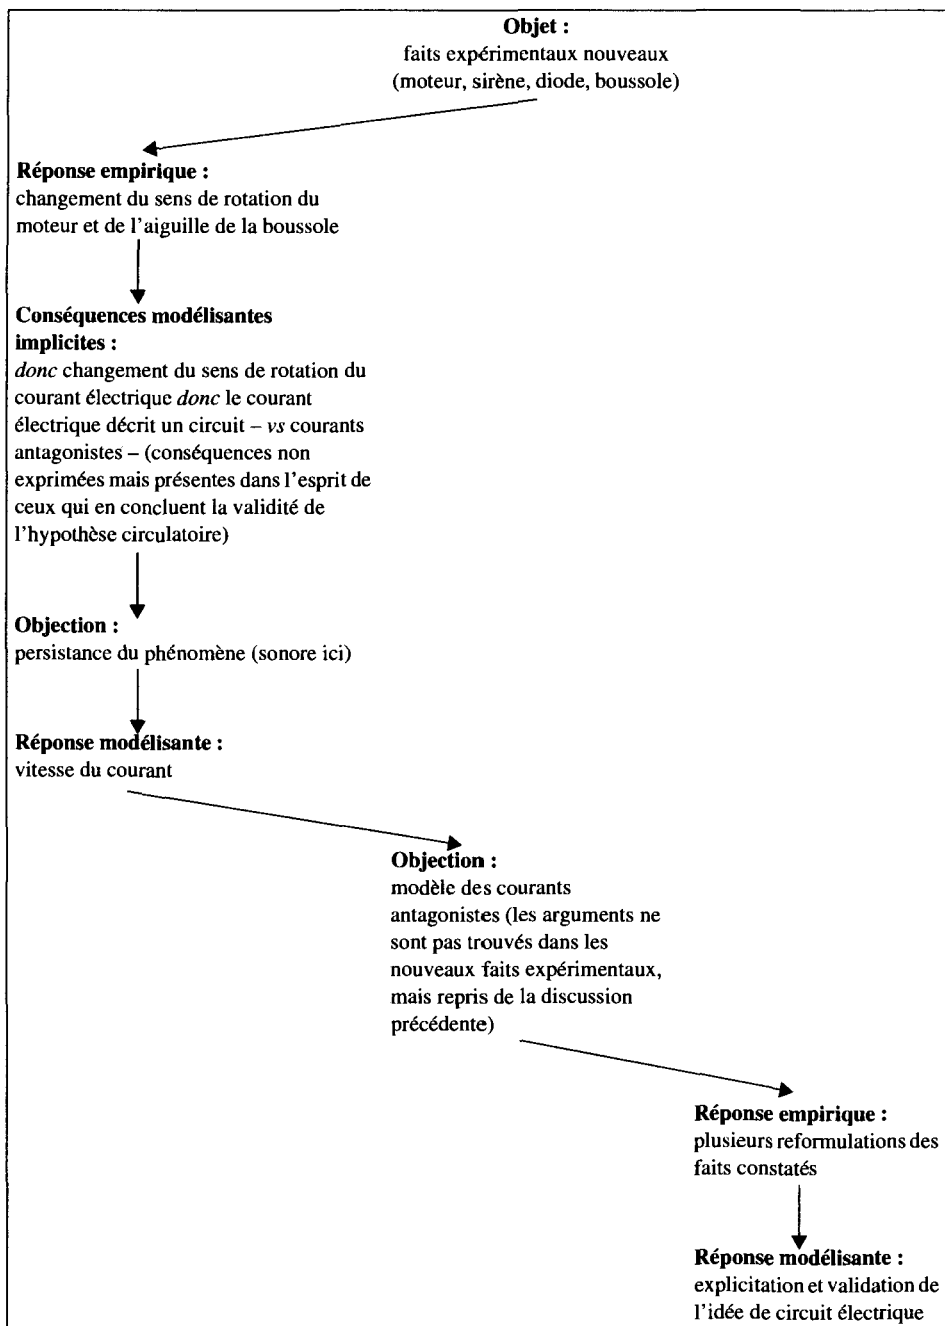 Objet :
faits expérimentaux nouveaux
(moteur, sirène, diode, boussole)
Réponse empirique :
changement du sens de rotation du
moteur et de l'aiguille de la boussole
Conséquences modélisantes
implicites :
donc changement du sens de rotation du
courant électrique donc le courant
électrique décrit un circuit – vs courants
antagonistes – (conséquences non
exprimées mais présentes dans l'esprit de
ceux qui en concluent la validité de
l'hypothèse circulatoire)
Objection :
persistance du phénomène (sonore ici)
Réponse modélisante :
vitesse du courant
Objection :
modèle des courants
antagonistes (les arguments ne
sont pas trouvés dans les
nouveaux faits expérimentaux,
mais repris de la discussion
précédente)
Réponse empirique :
plusieurs reformulations des
faits constatés
Réponse modélisante :
explicitation et validation de
l'idée de circuit électrique